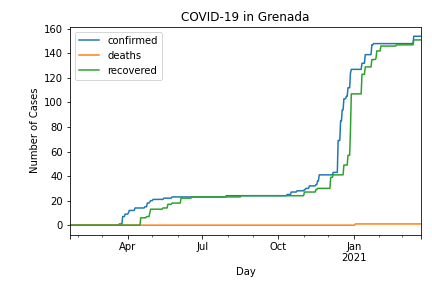 COVID-19 in Grenada
confirmed
deaths
recovered
Number of Cases
160
140
120
100
80
60
40
20
0
Apr
Jul
Oct
Jan
2021
Day